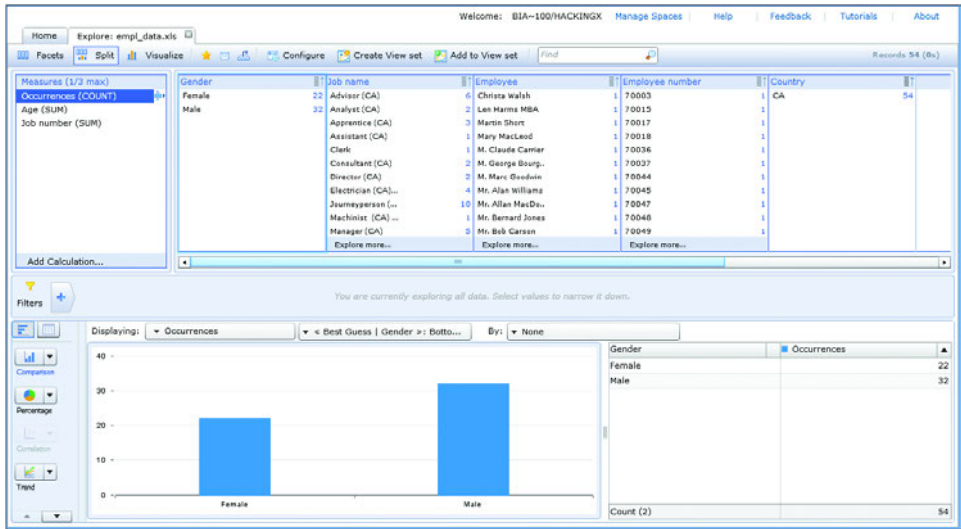 Welcome: BIA~100/HACKINGX Manage Spaces | Help | Feedback | Tutorials | About
Home Explore: empl_data.xls
Facets Split Visualize Configure Create View set Add to View set Find Records 54 (0s)
Measures (1/3 max)
Occurrences (COUNT)
Age (SUM)
Job number (SUM)
Add Calculation...
Gender
Female 22
Male 32
Job name
Advisor (CA) 6
Analyst (CA) 2
Apprentice (CA) 3
Assistant (CA) 1
Clerk 1
Consultant (CA) 2
Director (CA) 2
Electrician (CA)... 4
Journeyperson (... 10
Machinist (CA) ... 1
Manager (CA) 5
Explore more...
Employee
Christa Walsh 1
Len Harms MBA 1
Martin Short 1
Mary MacLeod 1
M. Claude Carrier 1
M. George Bourg.. 1
M. Marc Goodwin 1
Mr. Alan Williams 1
Mr. Allan MacDo.. 1
Mr. Bernard Jones 1
Mr. Bob Carson 1
Explore more...
Employee number
70003 1
70015 1
70017 1
70018 1
70036 1
70037 1
70044 1
70045 1
70047 1
70048 1
70049 1
Explore more...
Country
CA 54
Filters
You are currently exploring all data. Select values to narrow it down.
Displaying: Occurrences < Best Guess | Gender >: Botto... By: None
Comparison
Percentage
Correlation
Trend
40
30
20
10
0
Female Male
Gender Occurrences
Female 22
Male 32
Count (2) 54